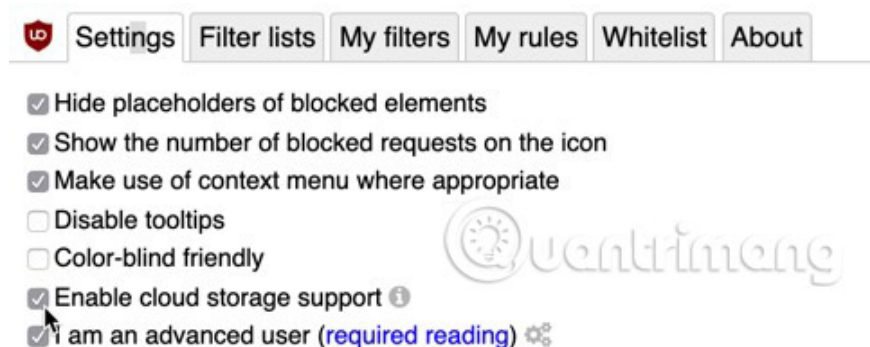 Settings Filter lists My filters My rules Whitelist About
Hide placeholders of blocked elements
Show the number of blocked requests on the icon
Make use of context menu where appropriate
Disable tooltips
Color-blind friendly
Quantrimang
Enable cloud storage support
I am an advanced user (required reading)